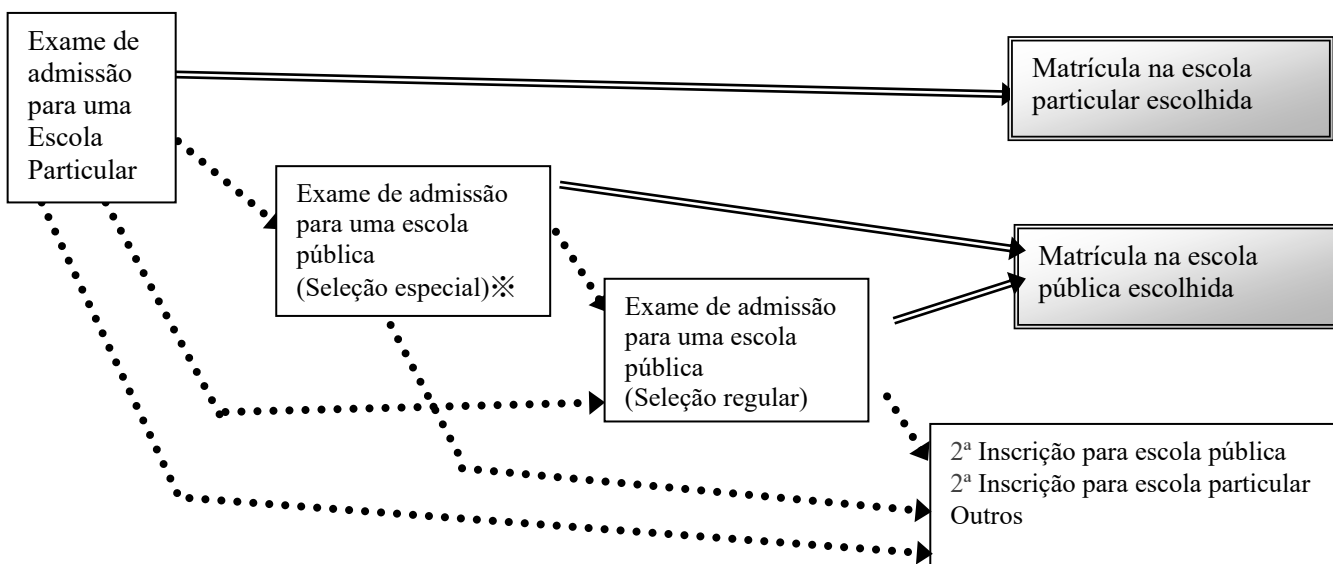 Exame de
admissão
para uma
Escola
Particular
Matrícula na escola
particular escolhida
Exame de admissão
para uma escola
pública
(Seleção especial)※
Matrícula na escola
pública escolhida
Exame de admissão
para uma escola
pública
(Seleção regular)
2ª Inscrição para escola pública
2ª Inscrição para escola particular
Outros